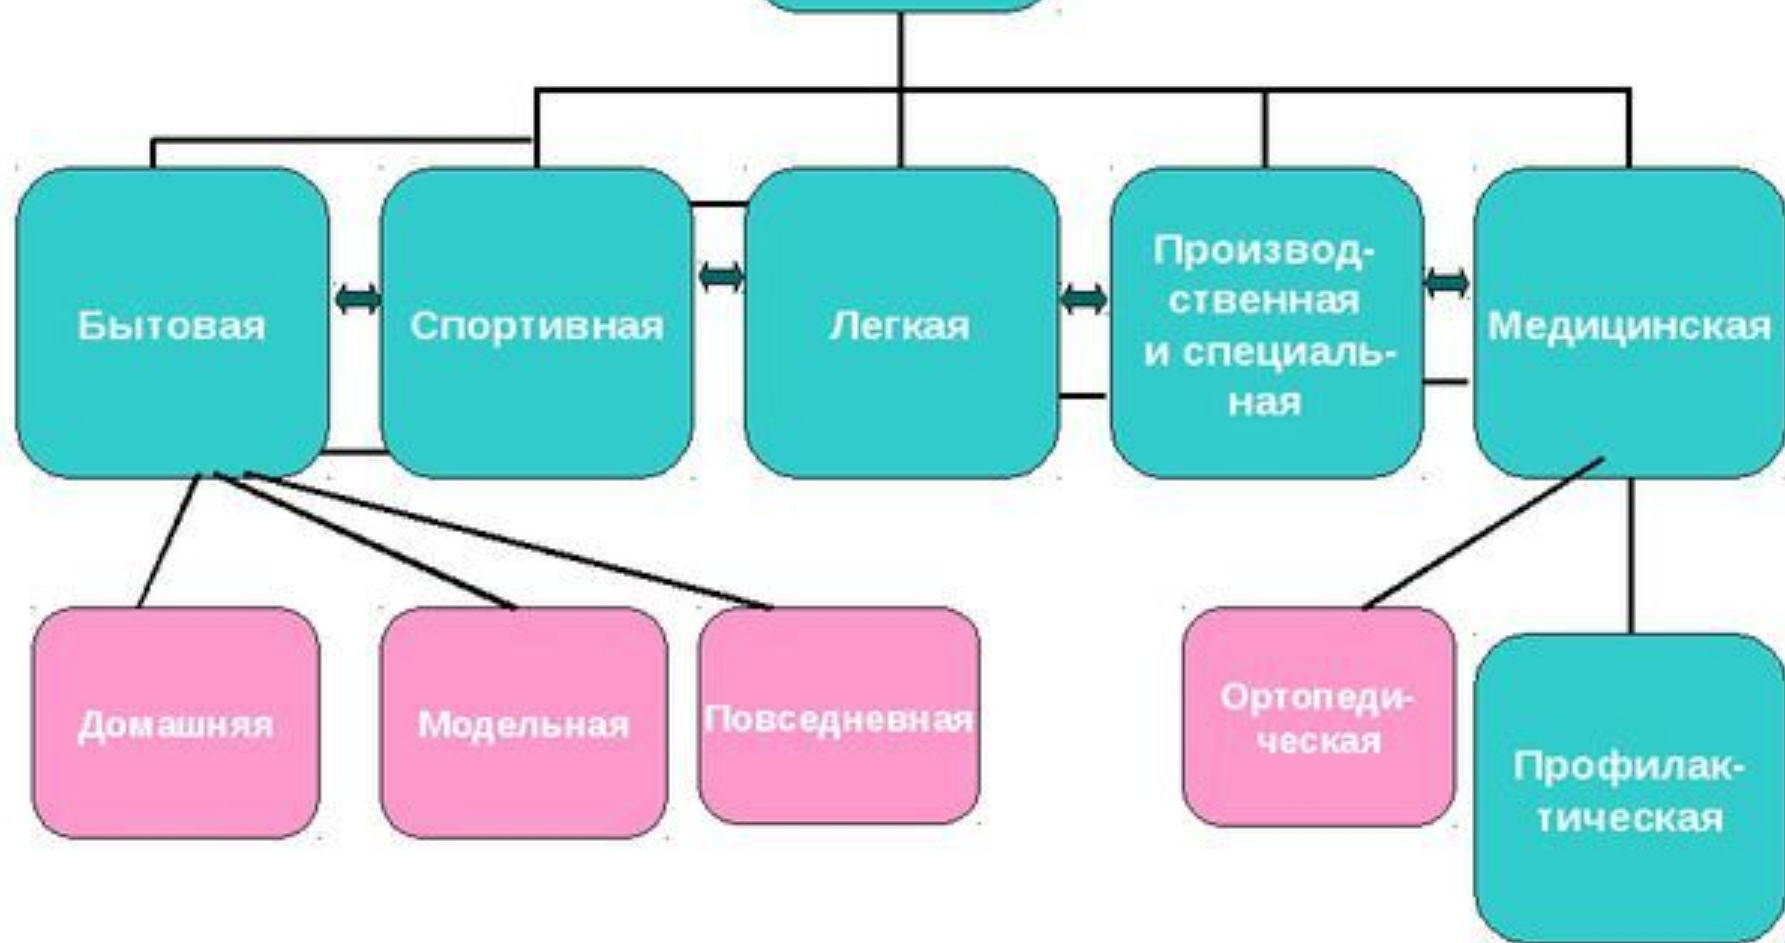 Бытовая
Спортивная
Легкая
Производ-
ственная
и специаль-
ная
Медицинская
Домашняя
Модельная
Повседневная
Ортопеди-
ческая
Профилак-
тическая